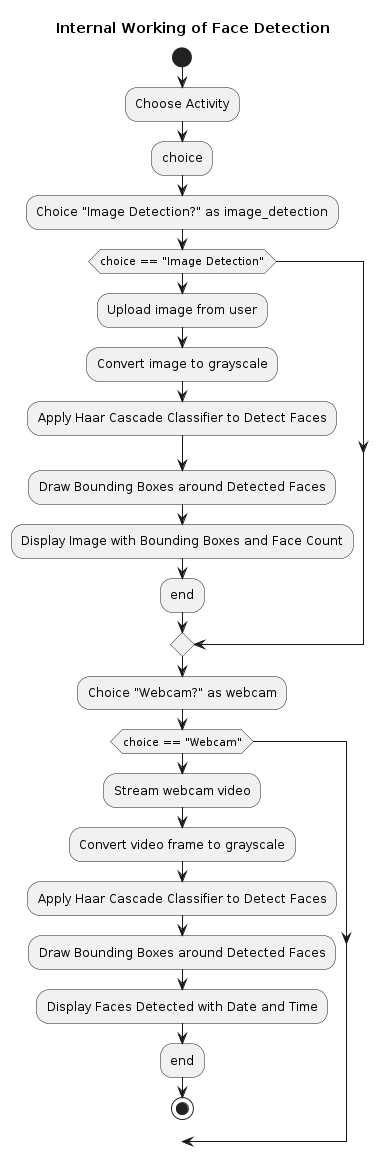 Internal Working of Face Detection
Choose Activity
choice
Choice "Image Detection?" as image_detection
choice == "Image Detection"
Upload image from user
Convert image to grayscale
Apply Haar Cascade Classifier to Detect Faces
Draw Bounding Boxes around Detected Faces
Display Image with Bounding Boxes and Face Count
end
Choice "Webcam?" as webcam
choice == "Webcam"
Stream webcam video
Convert video frame to grayscale
Apply Haar Cascade Classifier to Detect Faces
Draw Bounding Boxes around Detected Faces
Display Faces Detected with Date and Time
end